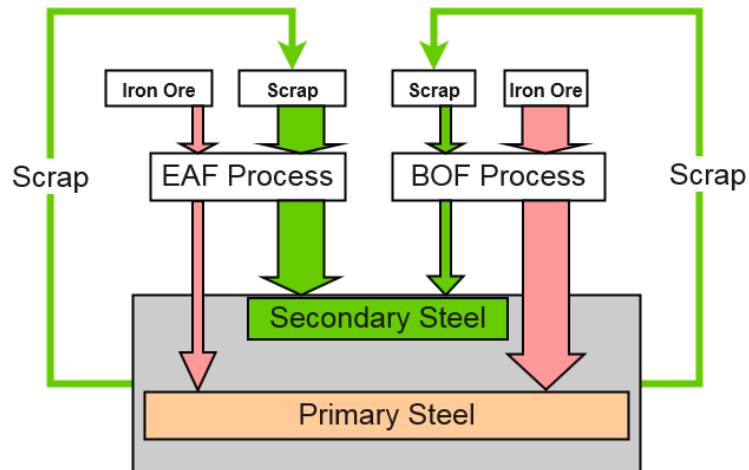 Iron Ore
Scrap
Scrap
Iron Ore
Scrap
EAF Process
BOF Process
Scrap
Secondary Steel
Primary Steel